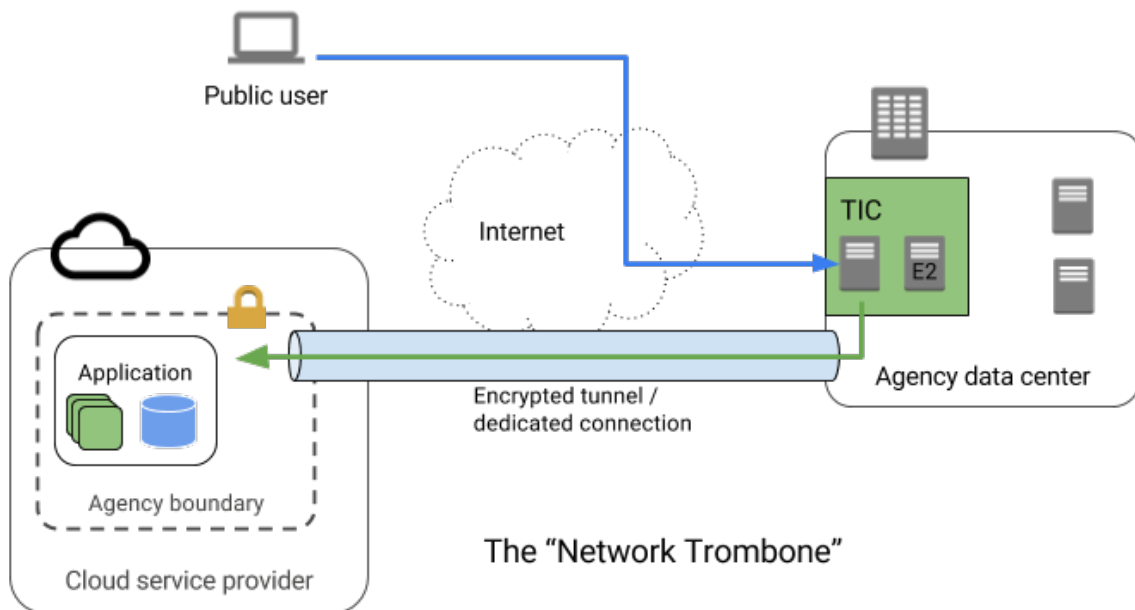 Public user
Internet
TIC
E2
Agency data center
Application
Encrypted tunnel /
dedicated connection
Agency boundary
The “Network Trombone”
Cloud service provider